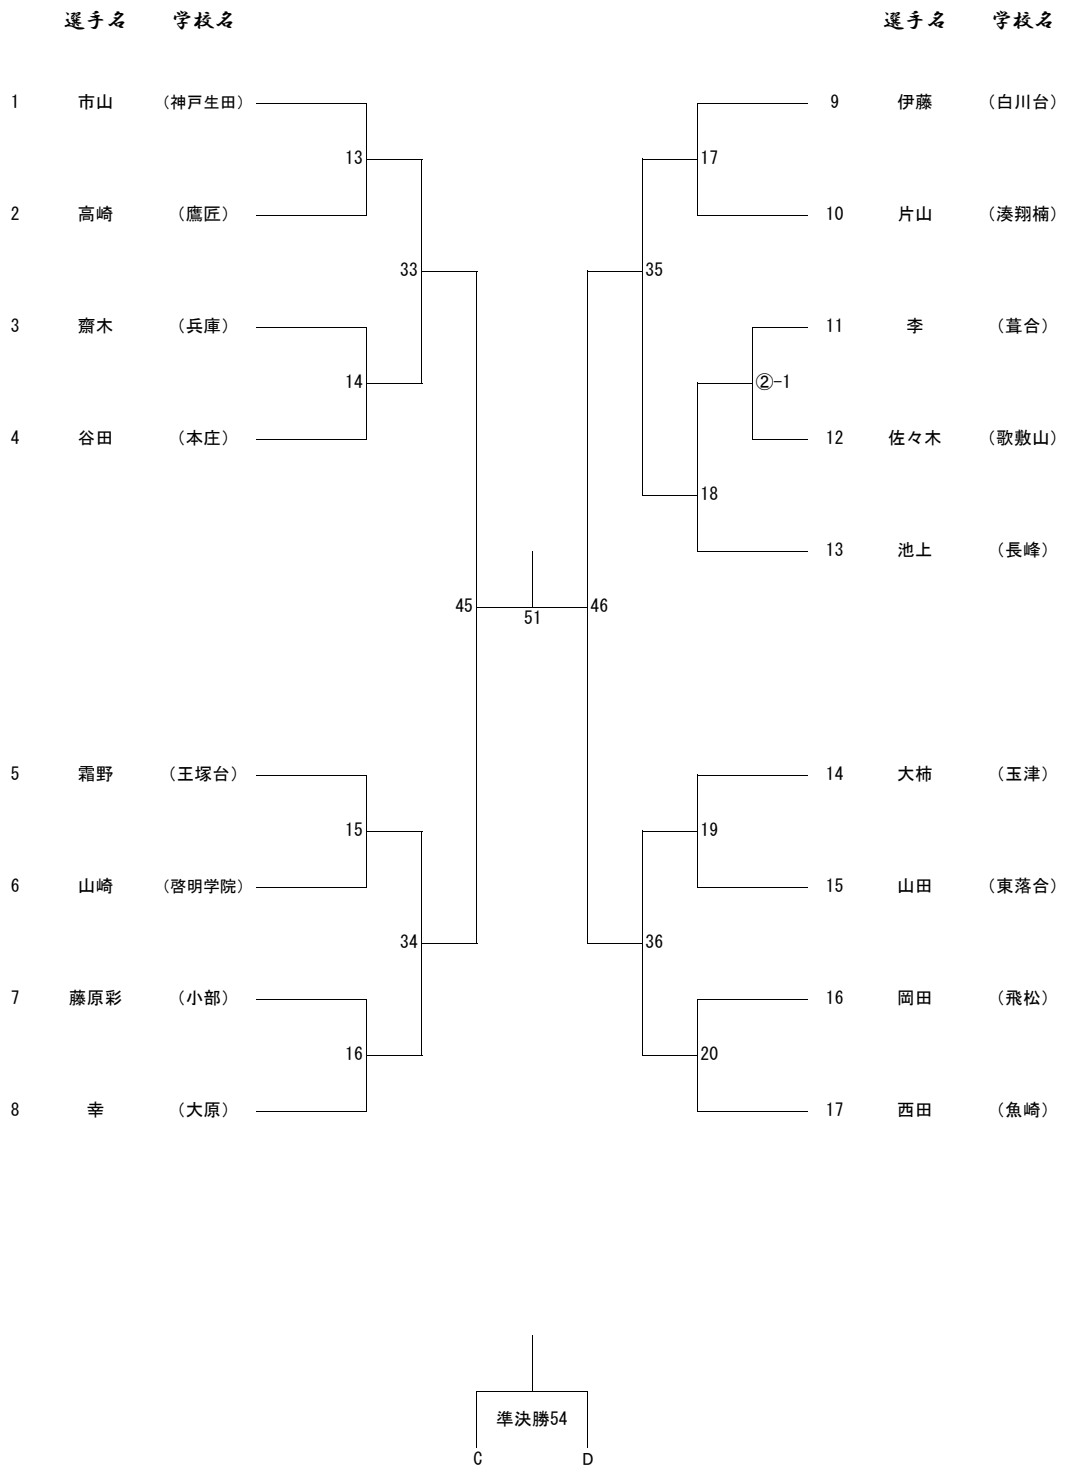 選手名 学校名 選手名 学校名
1 市山 (神戸生田) 9 伊藤 (白川台)
13 17
2 高崎 (鷹匠) 10 片山 (湊翔楠)
33 35
3 齋木 (兵庫) 11 李 (葺合)
14 ②-1
4 谷田 (本庄) 12 佐々木 (歌敷山)
18
13 池上 (長峰)
45 46
51
5 霜野 (王塚台) 14 大柿 (玉津)
15 19
6 山崎 (啓明学院) 15 山田 (東落合)
34 36
7 藤原彩 (小部) 16 岡田 (飛松)
16 20
8 幸 (大原) 17 西田 (魚崎)
準決勝54
C D